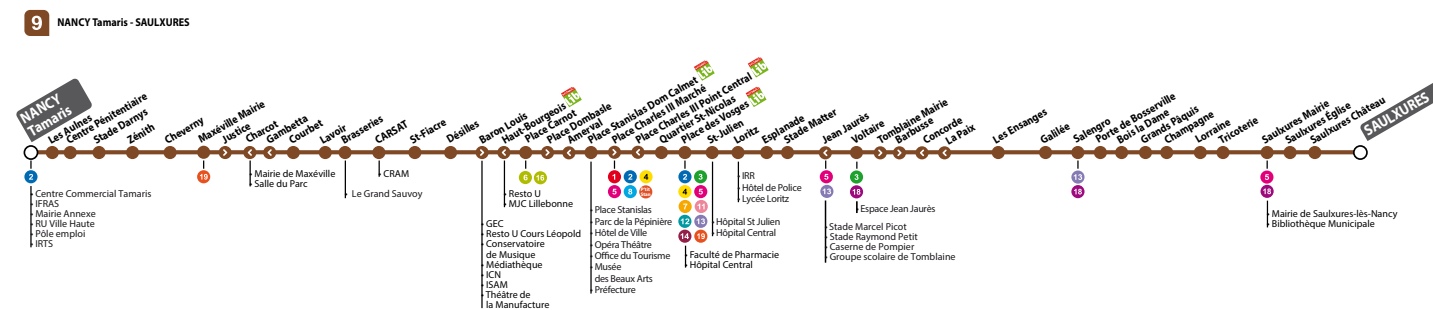 9 NANCY Tamaris - SAULXURES
NANCY
Tamaris
Les Aulnes
Centre Pénitentiaire
Stade Darnys
Zénith
Cheverny
Maxéville Mairie
Justice
Charcot
Gambetta
Courbet
Lavoir
Brasseries
CARSAT
St-Fiacre
Désilles
Baron Louis
Haut-Bourgeois
Lib
Place Carnot
Place Dombasle
Amerval
Place Stanislas Dom Calmet
Lib
Place Charles III Marché
Place Charles III Point Central
Lib
Quartier St-Nicolas
Place des Vosges
Lib
St-Julien
Loritz
Esplanade
Stade Matter
Jean Jaurès
Voltaire
Tomblaine Mairie
Barbusse
Concorde
La Paix
Les Ensanges
Galilée
Salengro
Porte de Bosserville
Bois la Dame
Grands Pâquis
Champagne
Lorraine
Tricoterie
Saulxures Mairie
Saulxures Eglise
Saulxures Château
SAULXURES
2
Centre Commercial Tamaris
IFRAS
Mairie Annexe
RU Ville Haute
Pôle emploi
IRTS
19
Mairie de Maxéville
Salle du Parc
Le Grand Sauvoy
CRAM
GEC
Resto U Cours Léopold
Conservatoire
de Musique
Médiathèque
ICN
ISAM
Théâtre de
la Manufacture
Resto U
MJC Lillebonne
6 16
Place Stanislas
Parc de la Pépinière
Hôtel de Ville
Opéra Théâtre
Office du Tourisme
Musée
des Beaux Arts
Préfecture
1 2 4
5 8
2 3
4 5
7 11
12 13
14 19
Faculté de Pharmacie
Hôpital Central
Hôpital St Julien
Hôpital Central
IRR
Hôtel de Police
Lycée Loritz
5
13
Stade Marcel Picot
Stade Raymond Petit
Caserne de Pompier
Groupe scolaire de Tomblaine
3
18
Espace Jean Jaurès
13
18
5
18
Mairie de Saulxures-lès-Nancy
Bibliothèque Municipale